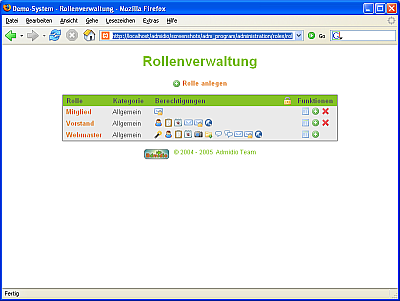 Demo-System - Rollenverwaltung - Mozilla Firefox
Datei Bearbeiten Ansicht Gehe Lesezeichen Extras Hilfe
http://localhost/admidio/screenshots/adm_program/administration/roles/rol Go
Rollenverwaltung
Rolle anlegen
Rolle Kategorie Berechtigungen Funktionen
Mitglied Allgemein
Vorstand Allgemein
Webmaster Allgemein
Admidio © 2004 - 2005 Admidio Team
Fertig